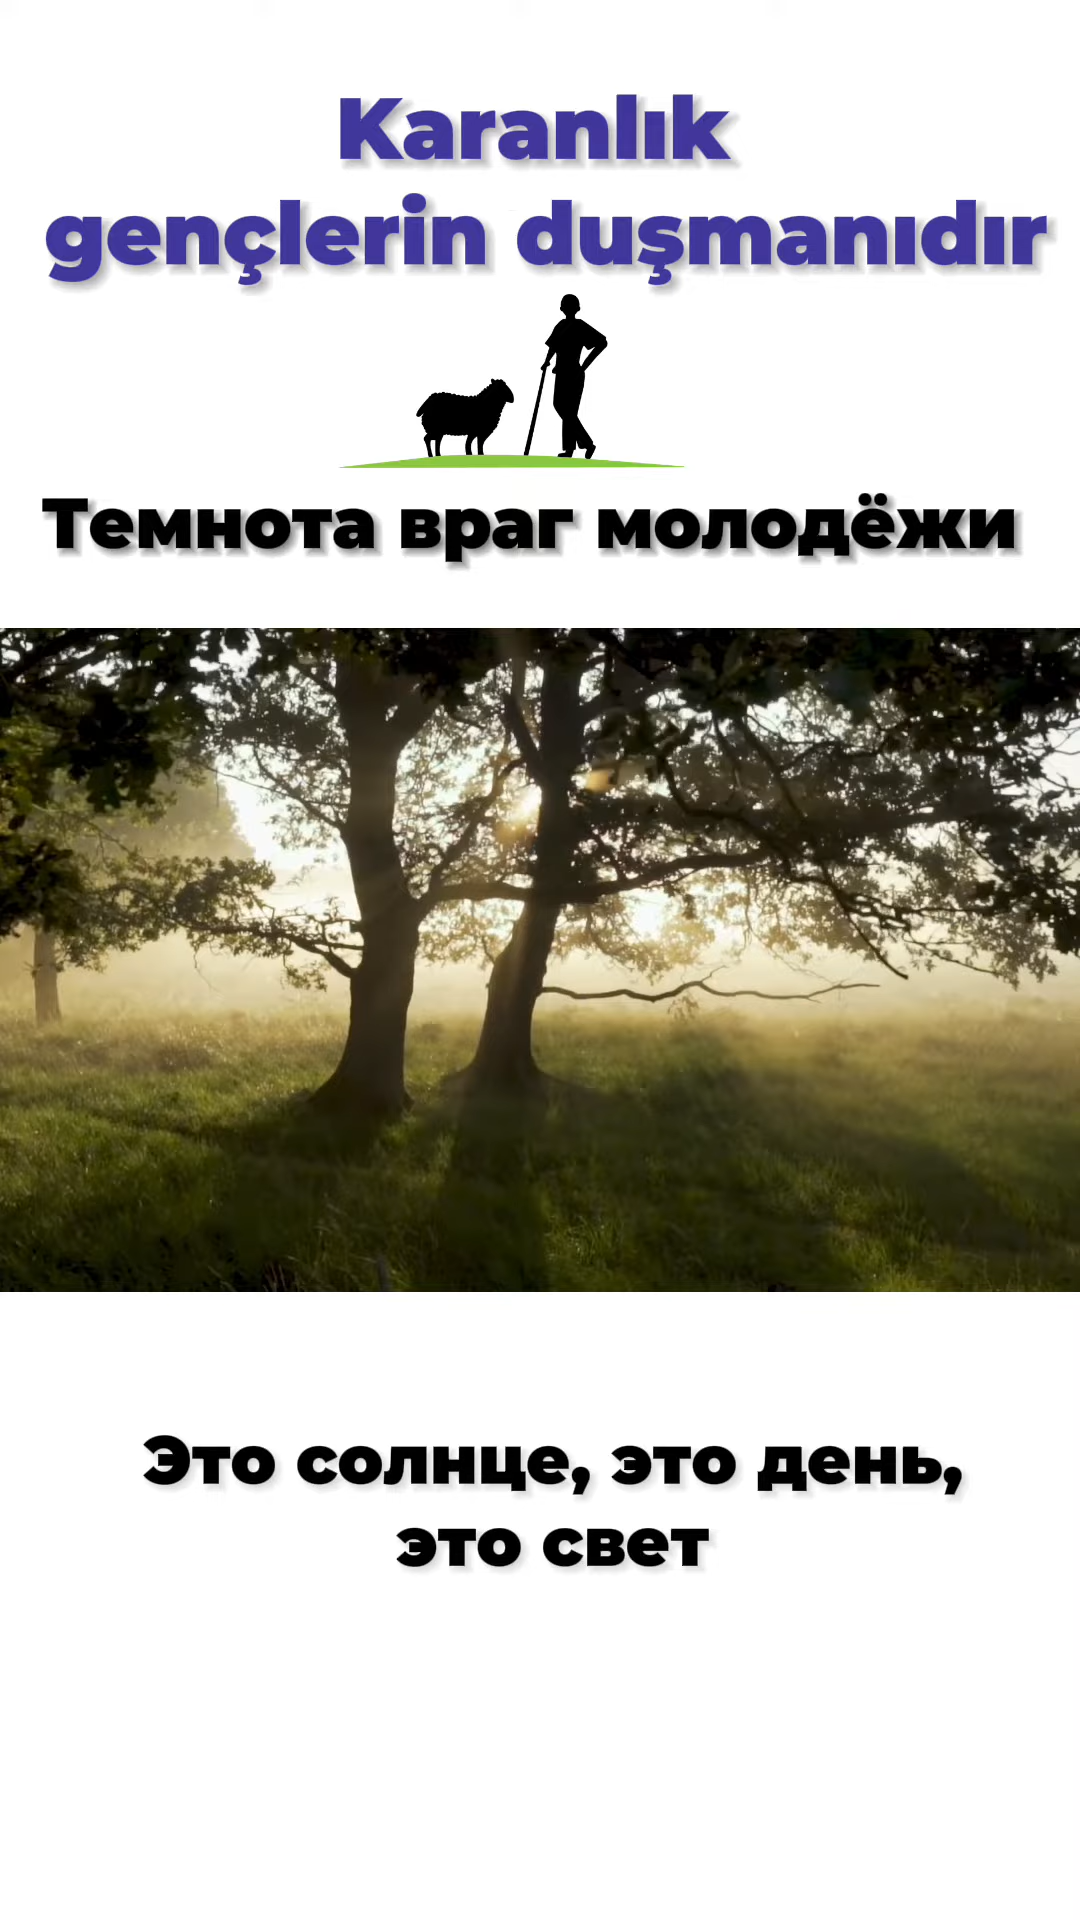 Karanlık
gençlerin duşmanıdır
Темнота враг молодёжи
Это солнце, это день,
это свет